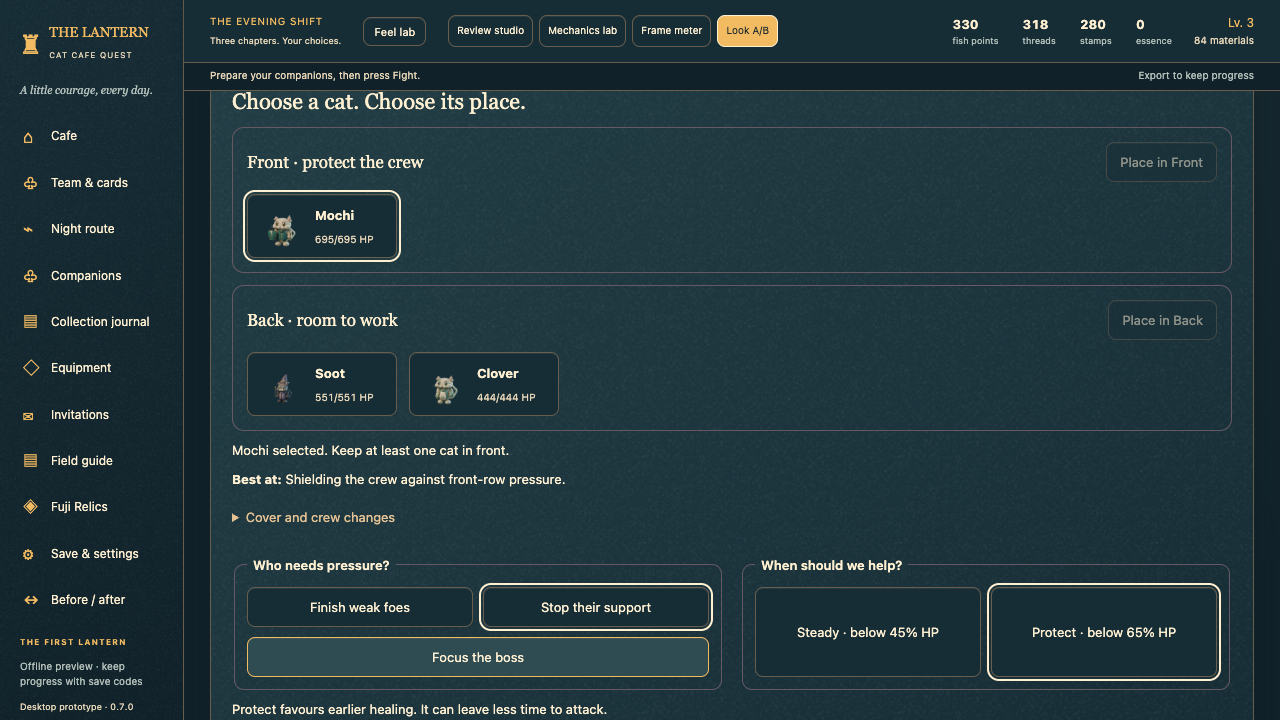 THE LANTERN
CAT CAFE QUEST
A little courage, every day.
Cafe
Team & cards
Night route
Companions
Collection journal
Equipment
Invitations
Field guide
Fuji Relics
Save & settings
Before / after
THE FIRST LANTERN
Offline preview · keep
progress with save codes
Desktop prototype · 0.7.0
THE EVENING SHIFT
Three chapters. Your choices.
Feel lab
Review studio
Mechanics lab
Frame meter
Look A/B
330
fish points
318
threads
280
stamps
0
essence
Lv. 3
84 materials
Prepare your companions, then press Fight.
Export to keep progress
Choose a cat. Choose its place.
Front · protect the crew
Place in Front
Mochi
695/695 HP
Back · room to work
Place in Back
Soot
551/551 HP
Clover
444/444 HP
Mochi selected. Keep at least one cat in front.
Best at: Shielding the crew against front-row pressure.
Cover and crew changes
Who needs pressure?
Finish weak foes
Stop their support
Focus the boss
When should we help?
Steady · below 45% HP
Protect · below 65% HP
Protect favours earlier healing. It can leave less time to attack.